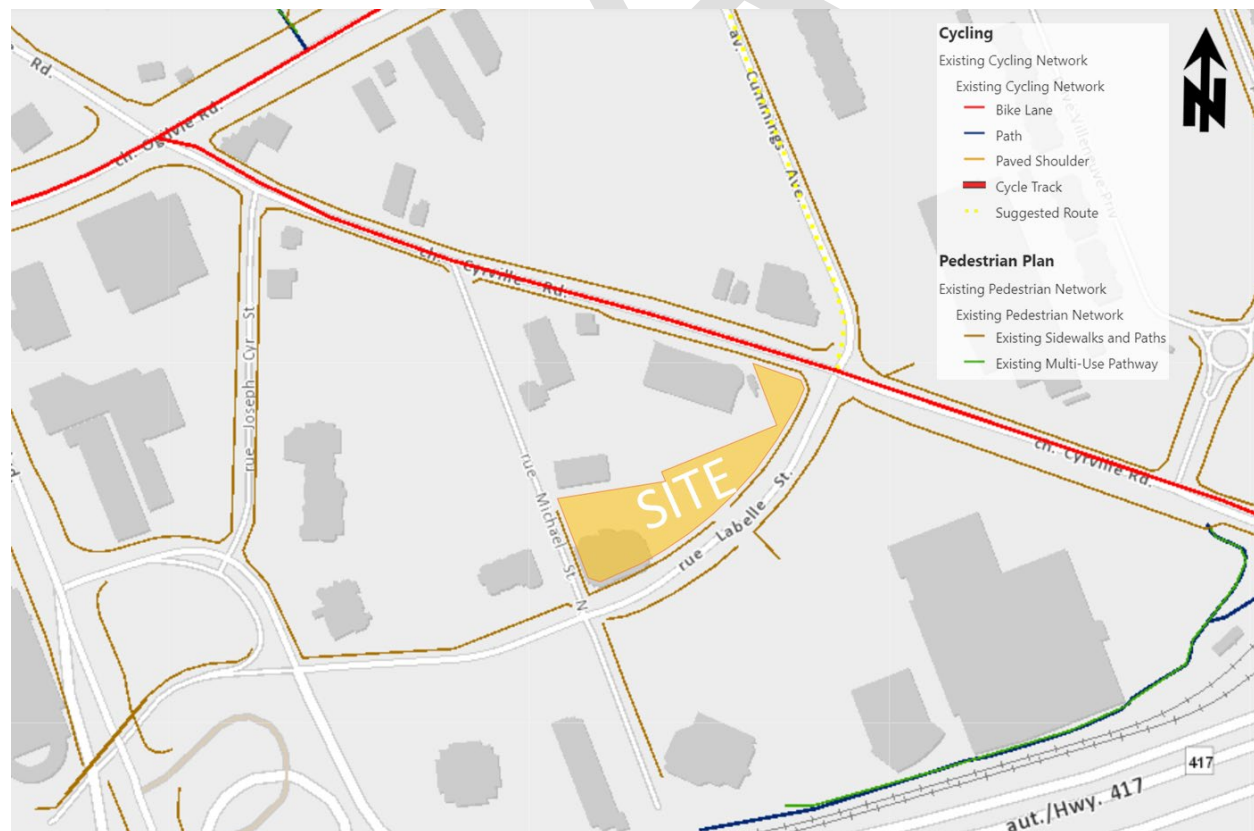 Cycling
Existing Cycling Network
Existing Cycling Network
Bike Lane
Path
Paved Shoulder
Cycle Track
Suggested Route
Pedestrian Plan
Existing Pedestrian Network
Existing Pedestrian Network
Existing Sidewalks and Paths
Existing Multi-Use Pathway
N
Rd.
ch. Ogilvie Rd.
av. Cummings Ave.
ch. Cyrville Rd.
rue Joseph Cyr St
rue Michael St. N
SITE
rue Labelle St.
ch. Cyrville Rd.
417
aut./Hwy. 417